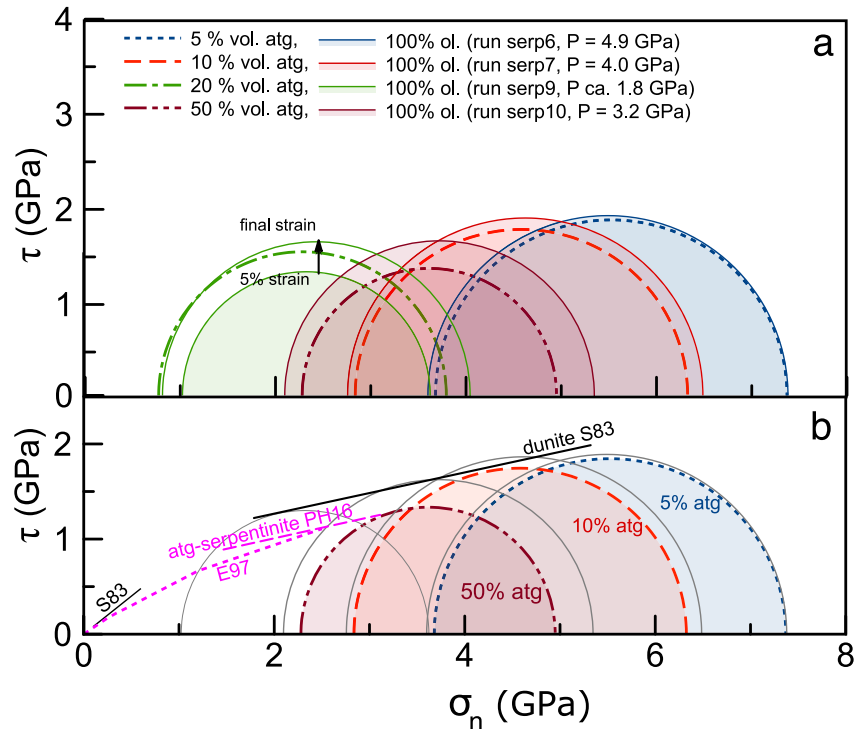 a
4
3
2
1
0
τ (GPa)
5 % vol. atg, 100% ol. (run serp6, P = 4.9 GPa)
10 % vol. atg, 100% ol. (run serp7, P = 4.0 GPa)
20 % vol. atg, 100% ol. (run serp9, P ca. 1.8 GPa)
50 % vol. atg, 100% ol. (run serp10, P = 3.2 GPa)
final strain
5% strain
b
2
1
0
τ (GPa)
dunite S83
atg-serpentinite PH16
E97
S83
5% atg
10% atg
50% atg
0 2 4 6 8
σn (GPa)